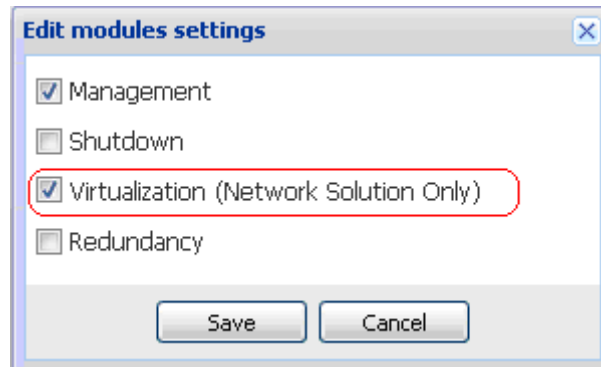 Edit modules settings
Management
Shutdown
Virtualization (Network Solution Only)
Redundancy
Save Cancel